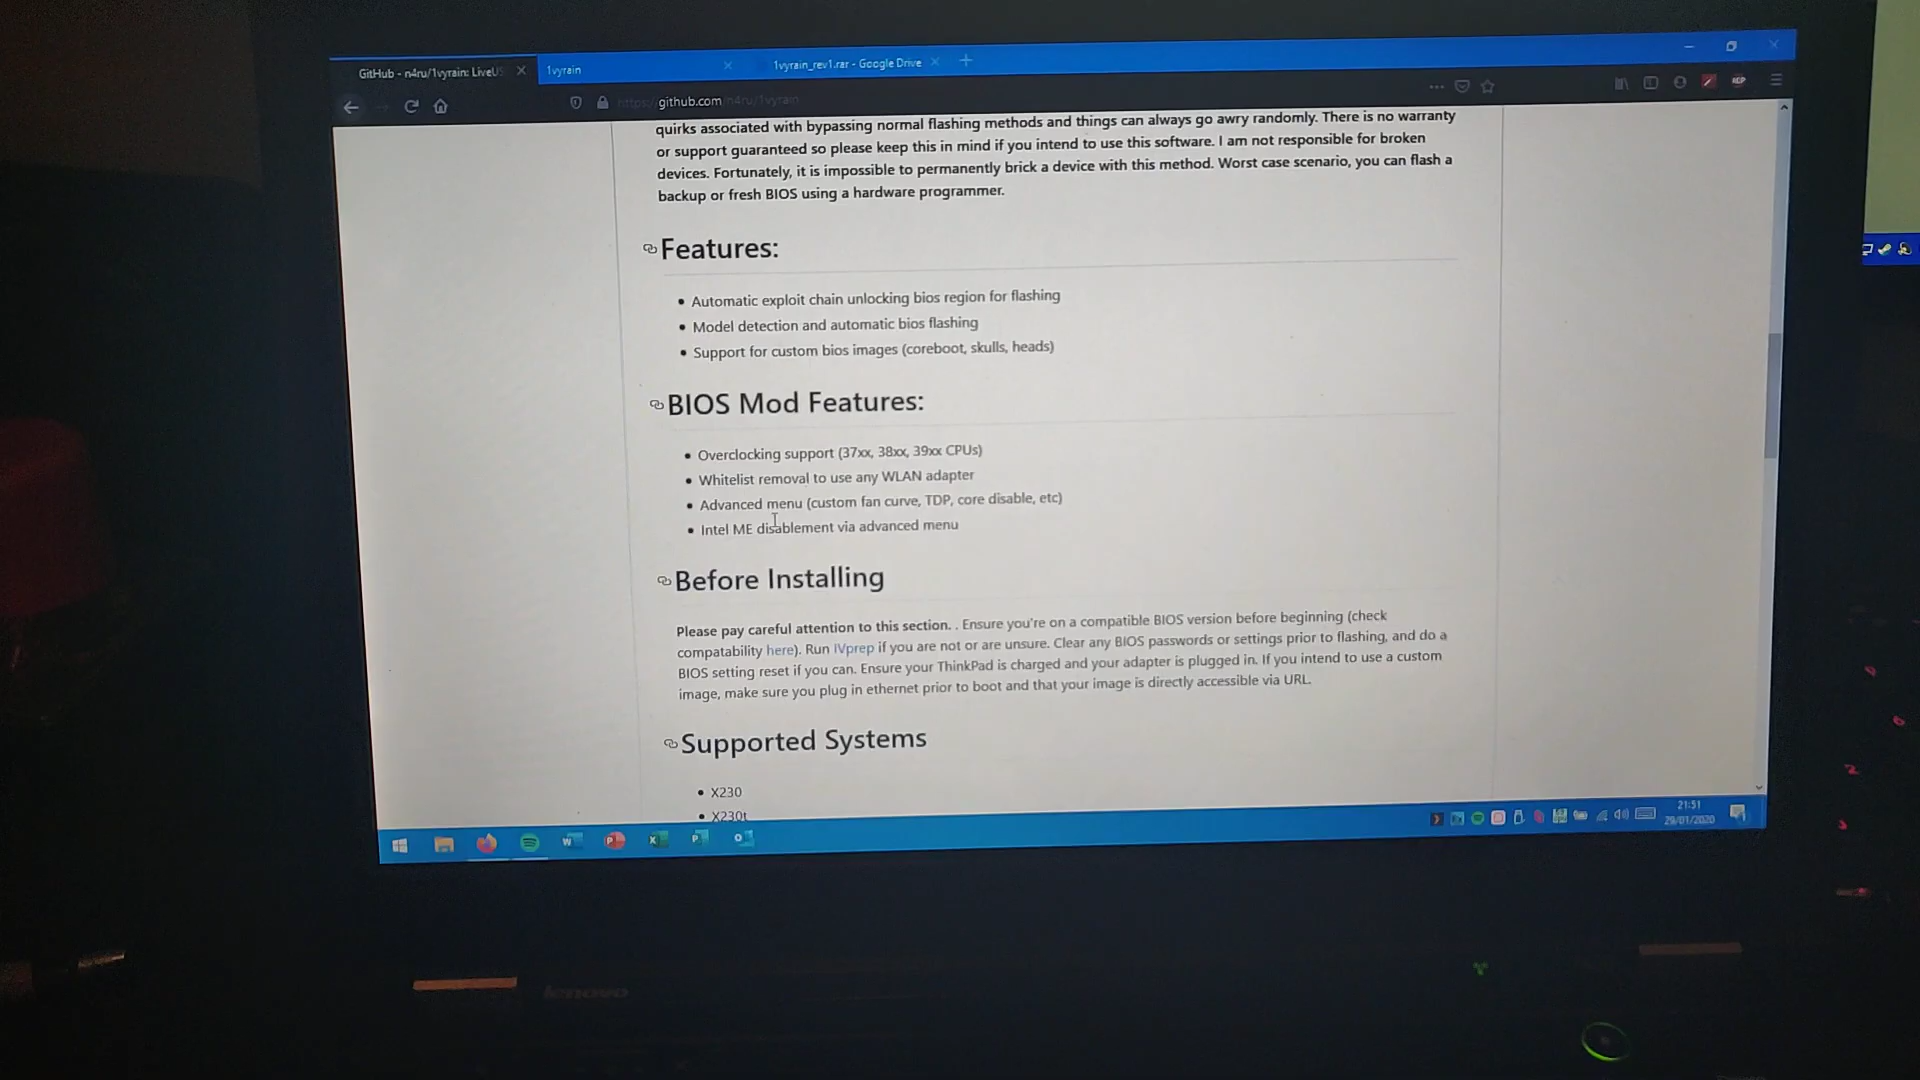 GitHub - n4ru/1vyrain: LiveUS
1vyrain
1vyrain_rev1.rar - Google Drive
https://github.com/n4ru/1vyrain
quirks associated with bypassing normal flashing methods and things can always go awry randomly. There is no warranty
or support guaranteed so please keep this in mind if you intend to use this software. I am not responsible for broken
devices. Fortunately, it is impossible to permanently brick a device with this method. Worst case scenario, you can flash a
backup or fresh BIOS using a hardware programmer.
Features:
• Automatic exploit chain unlocking bios region for flashing
• Model detection and automatic bios flashing
• Support for custom bios images (coreboot, skulls, heads)
BIOS Mod Features:
• Overclocking support (37xx, 38xx, 39xx CPUs)
• Whitelist removal to use any WLAN adapter
• Advanced menu (custom fan curve, TDP, core disable, etc)
• Intel ME disablement via advanced menu
Before Installing
Please pay careful attention to this section. . Ensure you're on a compatible BIOS version before beginning (check
compatability here). Run IVprep if you are not or are unsure. Clear any BIOS passwords or settings prior to flashing, and do a
BIOS setting reset if you can. Ensure your ThinkPad is charged and your adapter is plugged in. If you intend to use a custom
image, make sure you plug in ethernet prior to boot and that your image is directly accessible via URL.
Supported Systems
• X230
• X230t
21:51
29/01/2020
lenovo